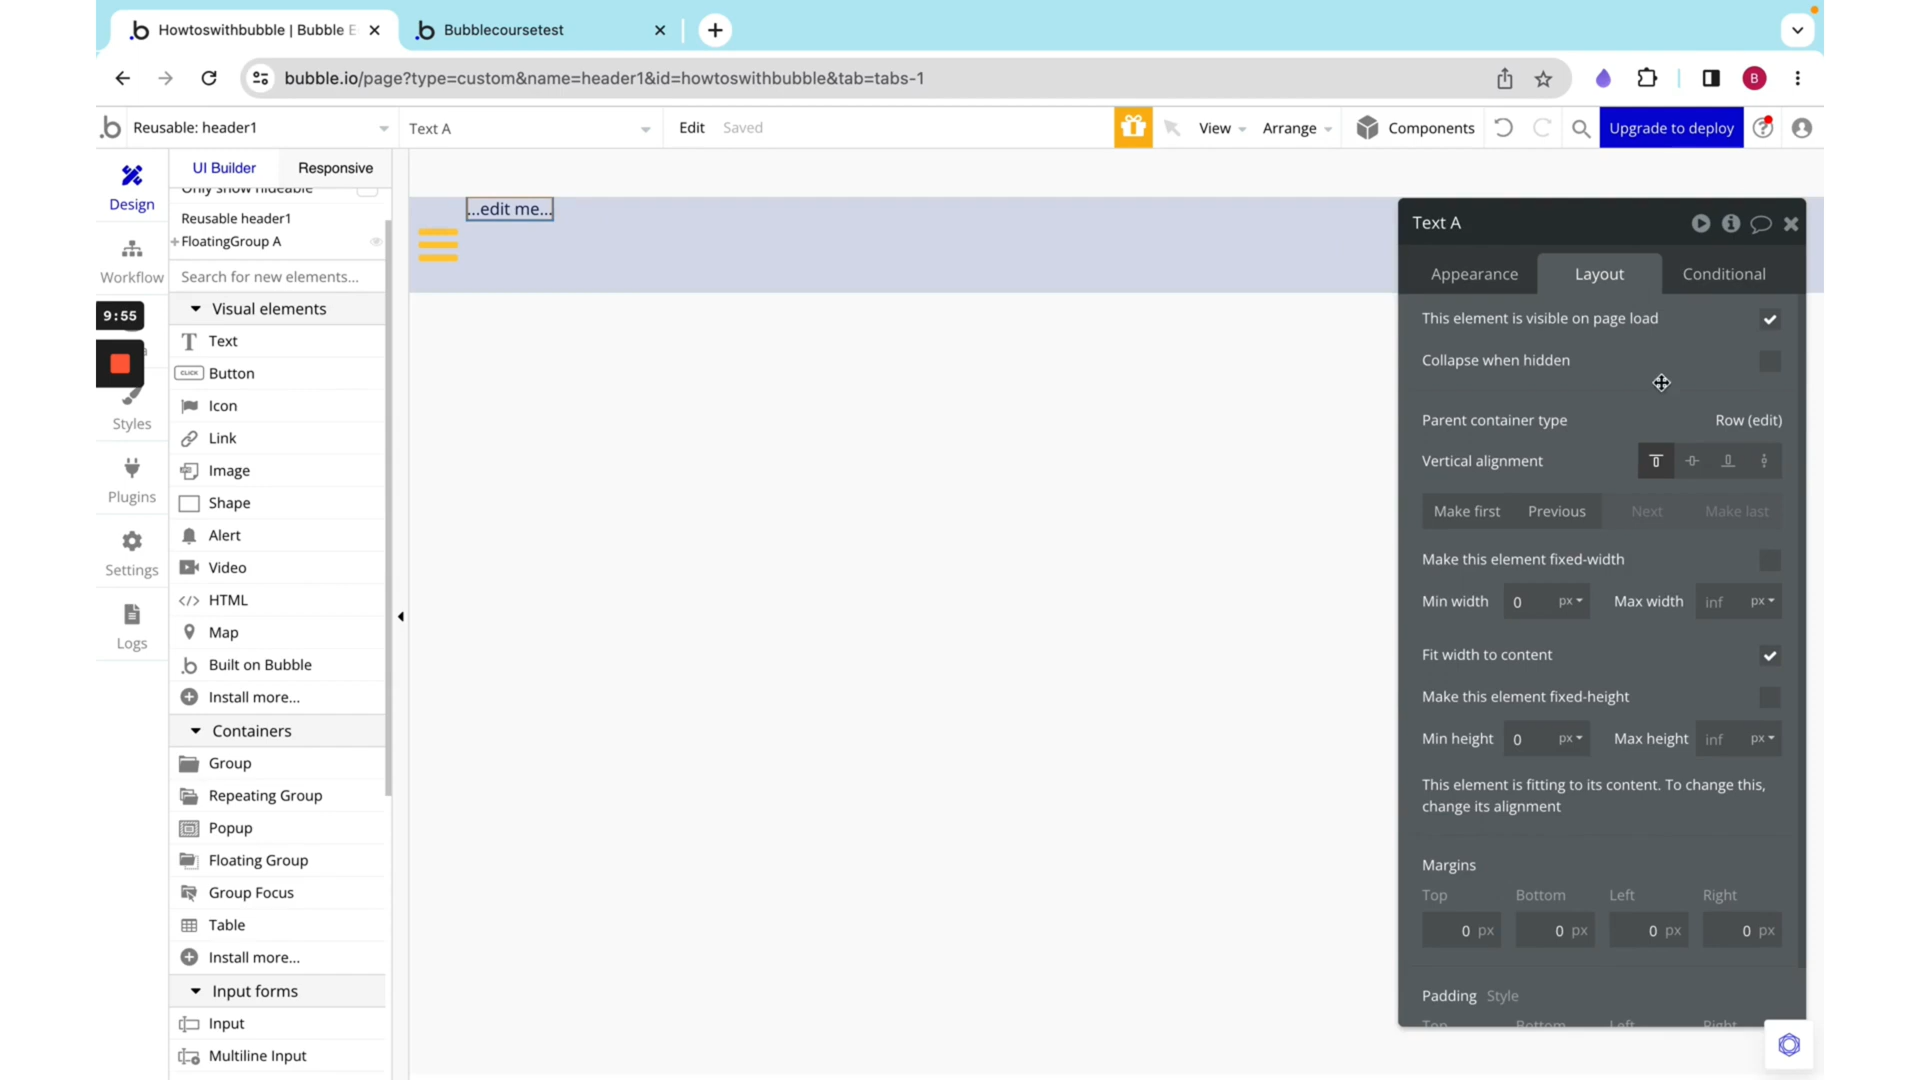 Howtoswithbubble | Bubble E
Bubblecoursetest
bubble.io/page?type=custom&name=header1&id=howtoswithbubble&tab=tabs-1
B
Reusable: header1
Text A
Edit
Saved
View
Arrange
Components
Upgrade to deploy
Design
Workflow
9:55
Styles
Plugins
Settings
Logs
UI Builder
Responsive
Only show hideable
Reusable header1
FloatingGroup A
Search for new elements...
Visual elements
Text
CLICK Button
Icon
Link
Image
Shape
Alert
Video
HTML
Map
Built on Bubble
Install more...
Containers
Group
Repeating Group
Popup
Floating Group
Group Focus
Table
Install more...
Input forms
Input
Multiline Input
...edit me...
Text A
Appearance
Layout
Conditional
This element is visible on page load
Collapse when hidden
Parent container type Row (edit)
Vertical alignment
Make first Previous Next Make last
Make this element fixed-width
Min width 0 px Max width inf px
Fit width to content
Make this element fixed-height
Min height 0 px Max height inf px
This element is fitting to its content. To change this,
change its alignment
Margins
Top Bottom Left Right
0 px 0 px 0 px 0 px
Padding Style
Top Bottom Left Right